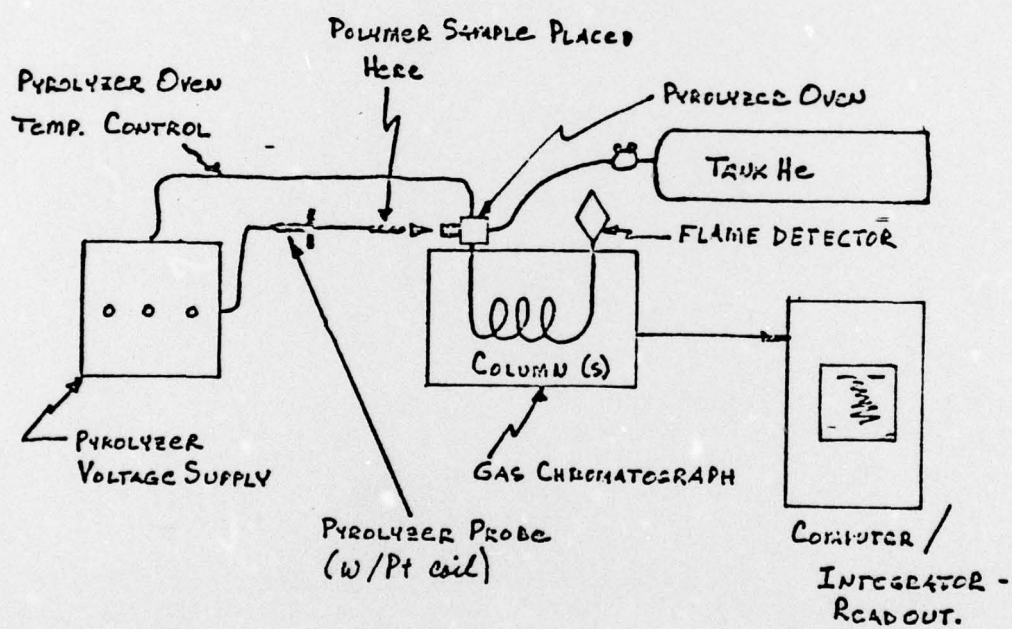 POLYMER SAMPLE PLACED
HERE
PYROLYZER OVEN
TEMP. CONTROL
PYROLYZER OVEN
TANK He
FLAME DETECTOR
COLUMN (S)
PYROLYZER
VOLTAGE SUPPLY
GAS CHROMATOGRAPH
PYROLYZER PROBE
(w/Pt coil)
COMPUTER /
INTEGRATOR -
READOUT.